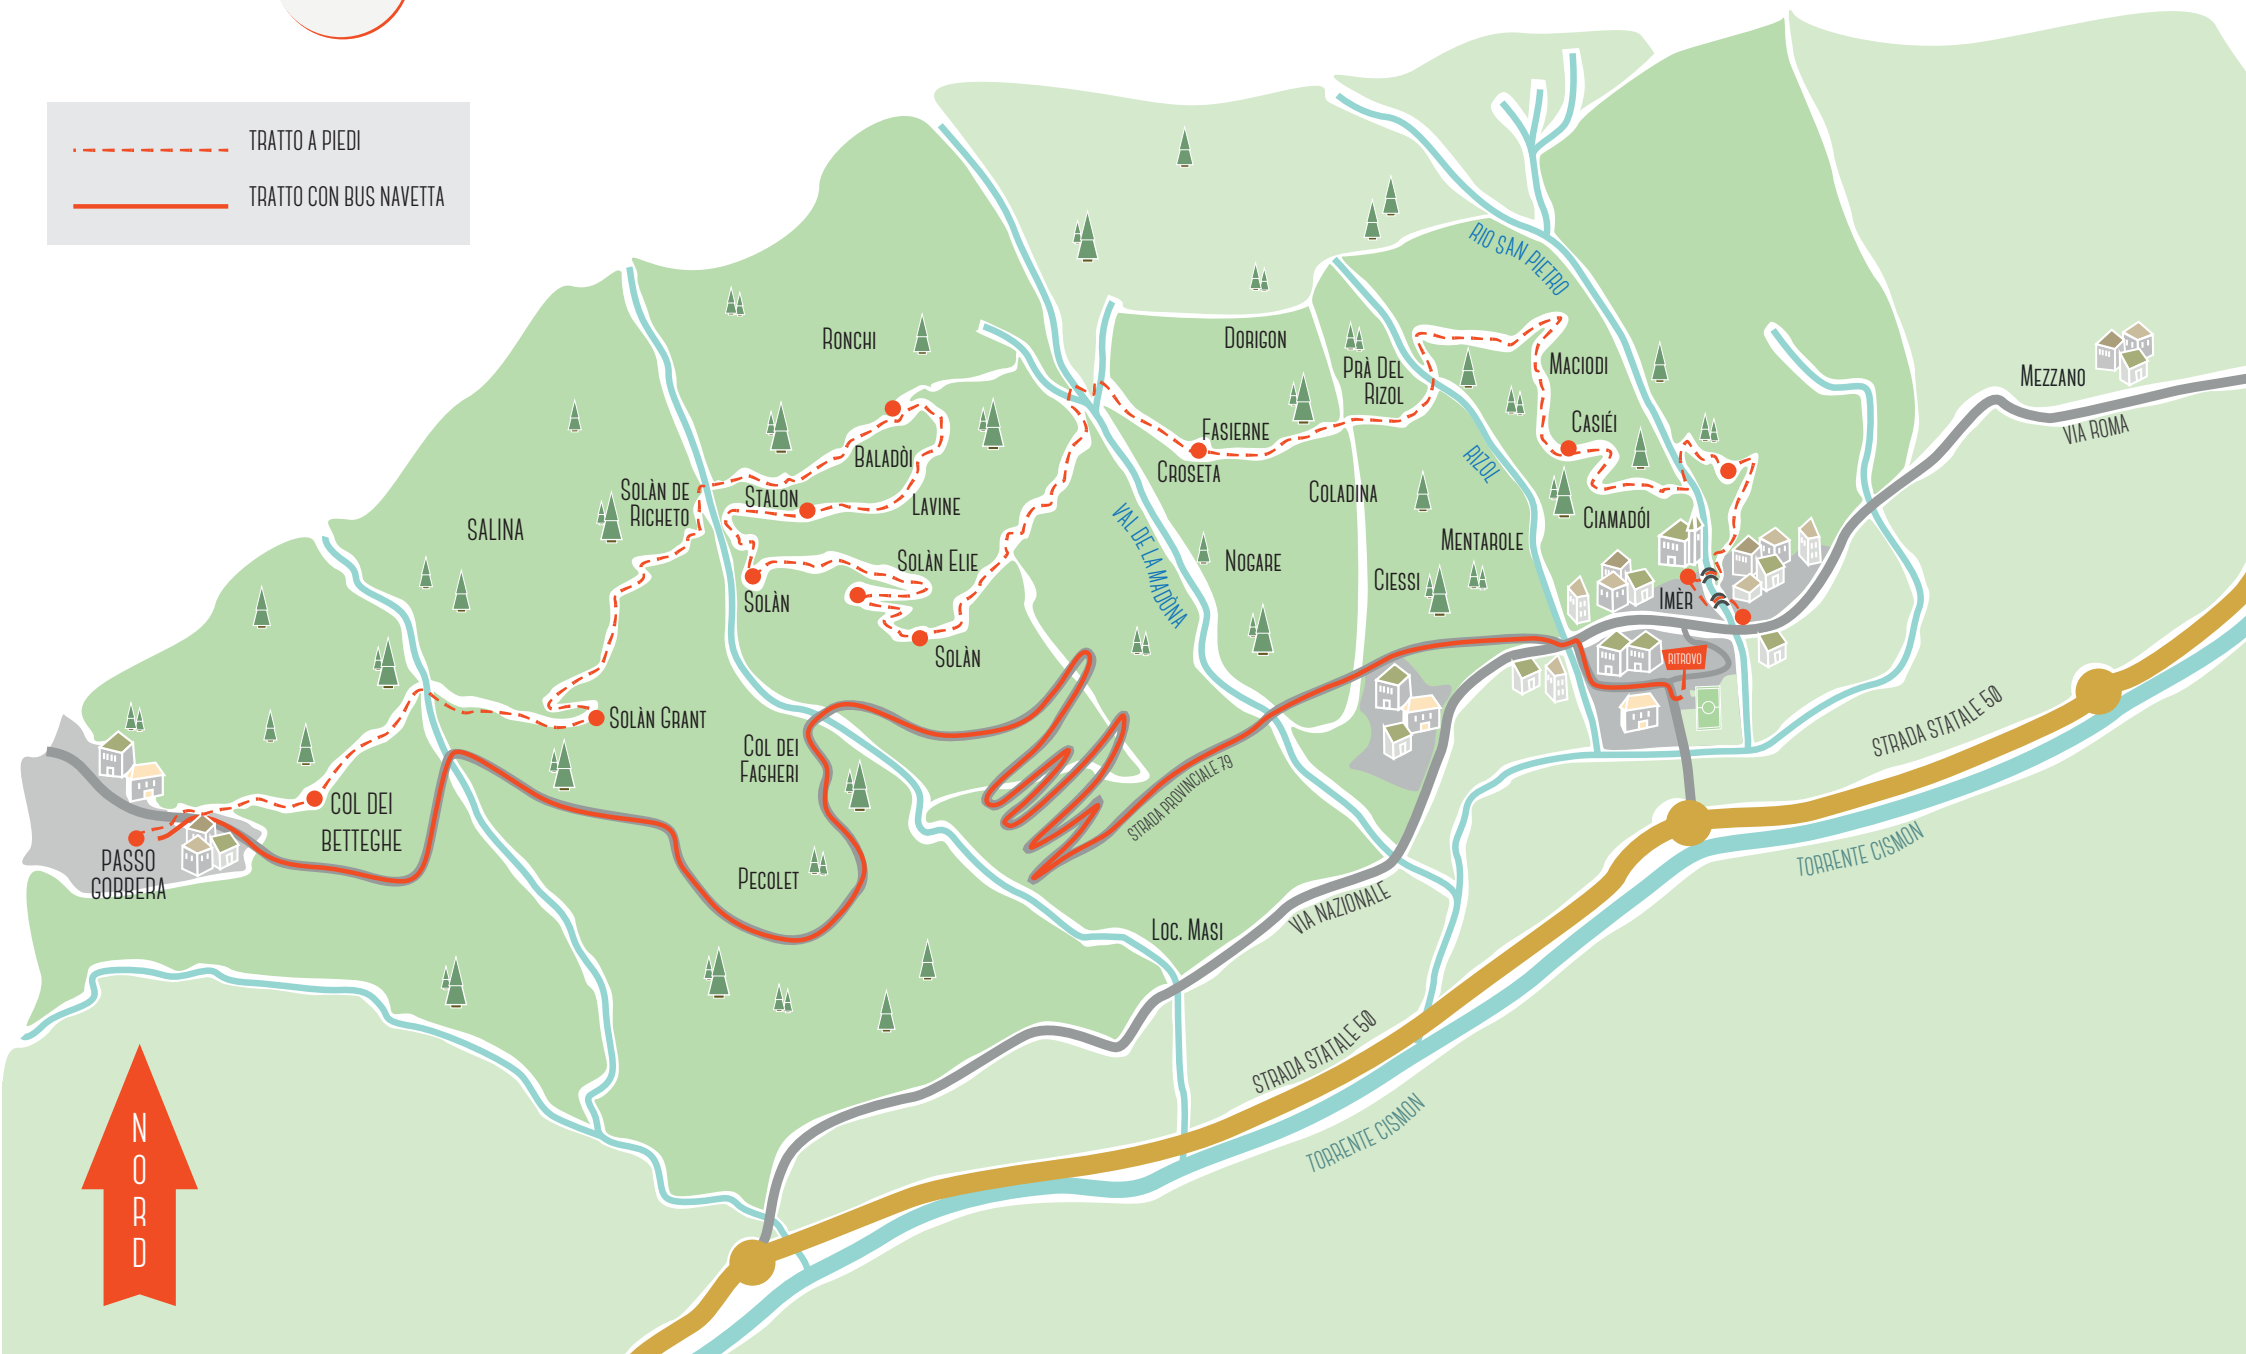 TRATTO A PIEDI
TRATTO CON BUS NAVETTA
RIO SAN PIETRO
RONCHI
DORIGON
PRÀ DEL
RIZOL
MACIODI
MEZZANO
VIA ROMA
CASIÉI
FASIERNE
CROSETA
BALADÒI
STALON
LAVINE
SOLÀN DE
RICHETO
SALINA
RIZOL
COLADINA
CIAMADÓI
VAL DE LA MADÒNA
MENTAROLE
NOGARE
CIESSI
SOLÀN ELIE
SOLÀN
SOLÀN
IMÈR
RITROVO
SOLÀN GRANT
COL DEI
FAGHERI
STRADA PROVINCIALE 79
STRADA STATALE 50
COL DEI
BETTEGHE
PASSO
GOBBERA
PECOLET
TORRENTE CISMON
VIA NAZIONALE
LOC. MASI
STRADA STATALE 50
TORRENTE CISMON
NORD